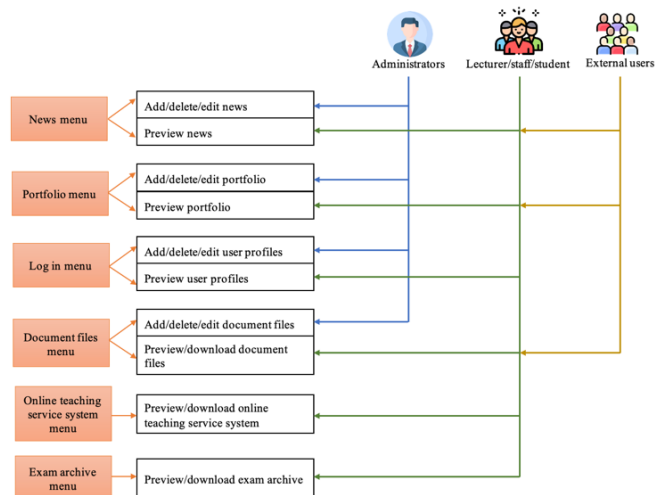 Administrators
Lecturer/staff/student
External users
News menu
Add/delete/edit news
Preview news
Portfolio menu
Add/delete/edit portfolio
Preview portfolio
Log in menu
Add/delete/edit user profiles
Preview user profiles
Document files
menu
Add/delete/edit document files
Preview/download document
files
Online teaching
service system
menu
Preview/download online
teaching service system
Exam archive
menu
Preview/download exam archive